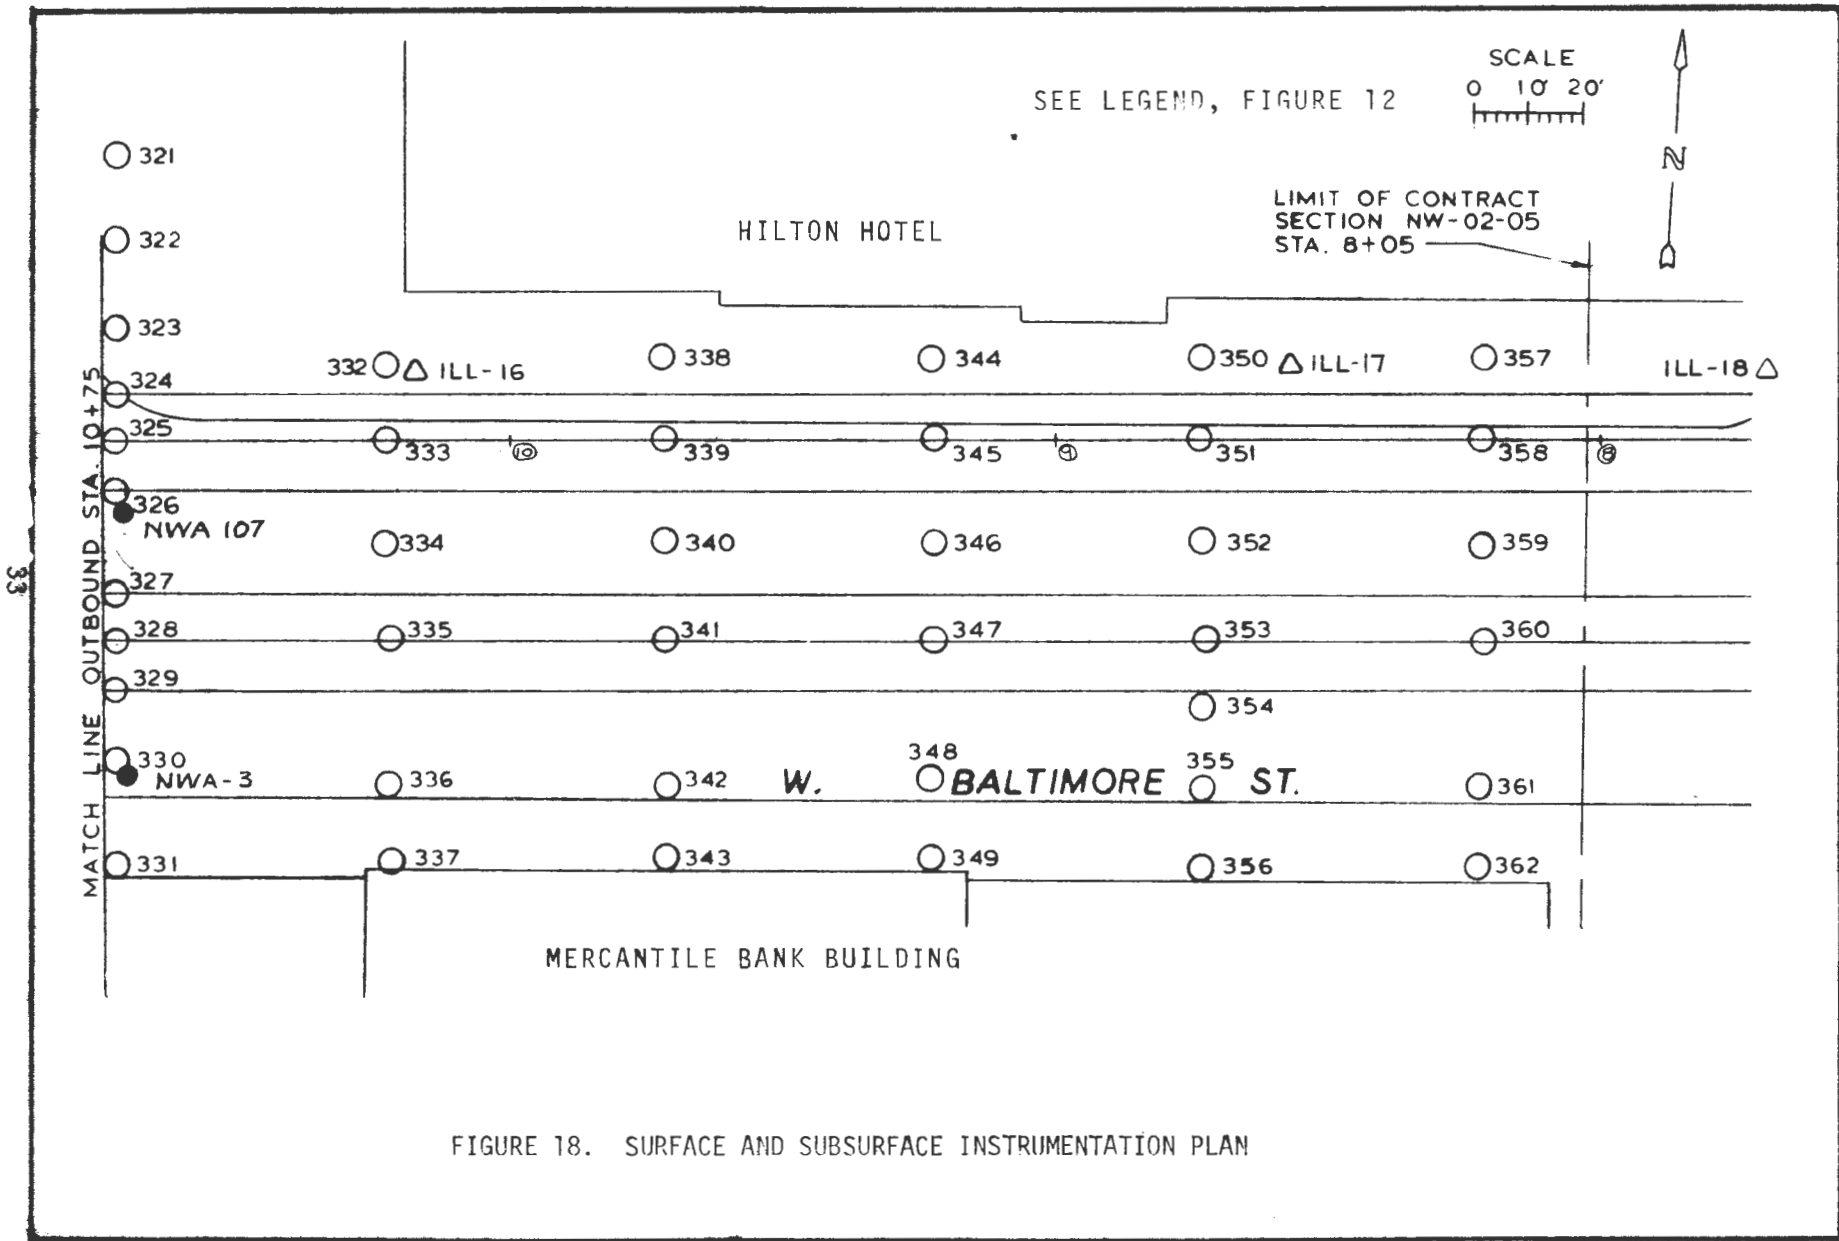 SCALE
0 10' 20'
SEE LEGEND, FIGURE 12
N
LIMIT OF CONTRACT
SECTION NW-02-05
STA. 8+05
HILTON HOTEL
321
322
323
332 ILL-16 338 344 350 ILL-17 357 ILL-18
324
325 333 10 339 345 9 351 358 8
326
NWA 107
334 340 346 352 359
327
328 335 341 347 353 360
329
354
330
NWA-3
336 342 W. 348 BALTIMORE 355 ST. 361
331 337 343 349 356 362
MATCH LINE OUTBOUND STA. 10+75
MERCANTILE BANK BUILDING
33
FIGURE 18. SURFACE AND SUBSURFACE INSTRUMENTATION PLAN